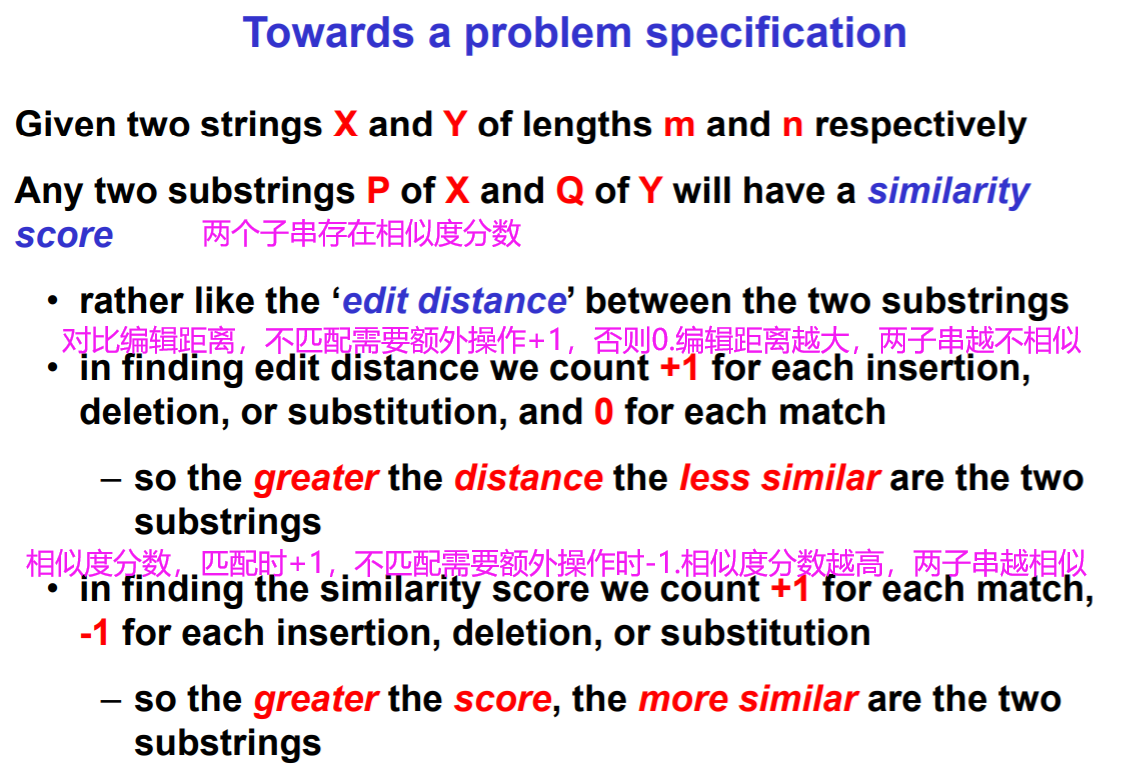 Towards a problem specification
Given two strings X and Y of lengths m and n respectively
Any two substrings P of X and Q of Y will have a similarity
score
两个子串存在相似度分数
• rather like the ‘edit distance’ between the two substrings
对比编辑距离，不匹配需要额外操作+1，否则0.编辑距离越大，两子串越不相似
• in finding edit distance we count +1 for each insertion,
deletion, or substitution, and 0 for each match
– so the greater the distance the less similar are the two
substrings
相似度分数，匹配时+1，不匹配需要额外操作时-1.相似度分数越高，两子串越相似
• in finding the similarity score we count +1 for each match,
-1 for each insertion, deletion, or substitution
– so the greater the score, the more similar are the two
substrings